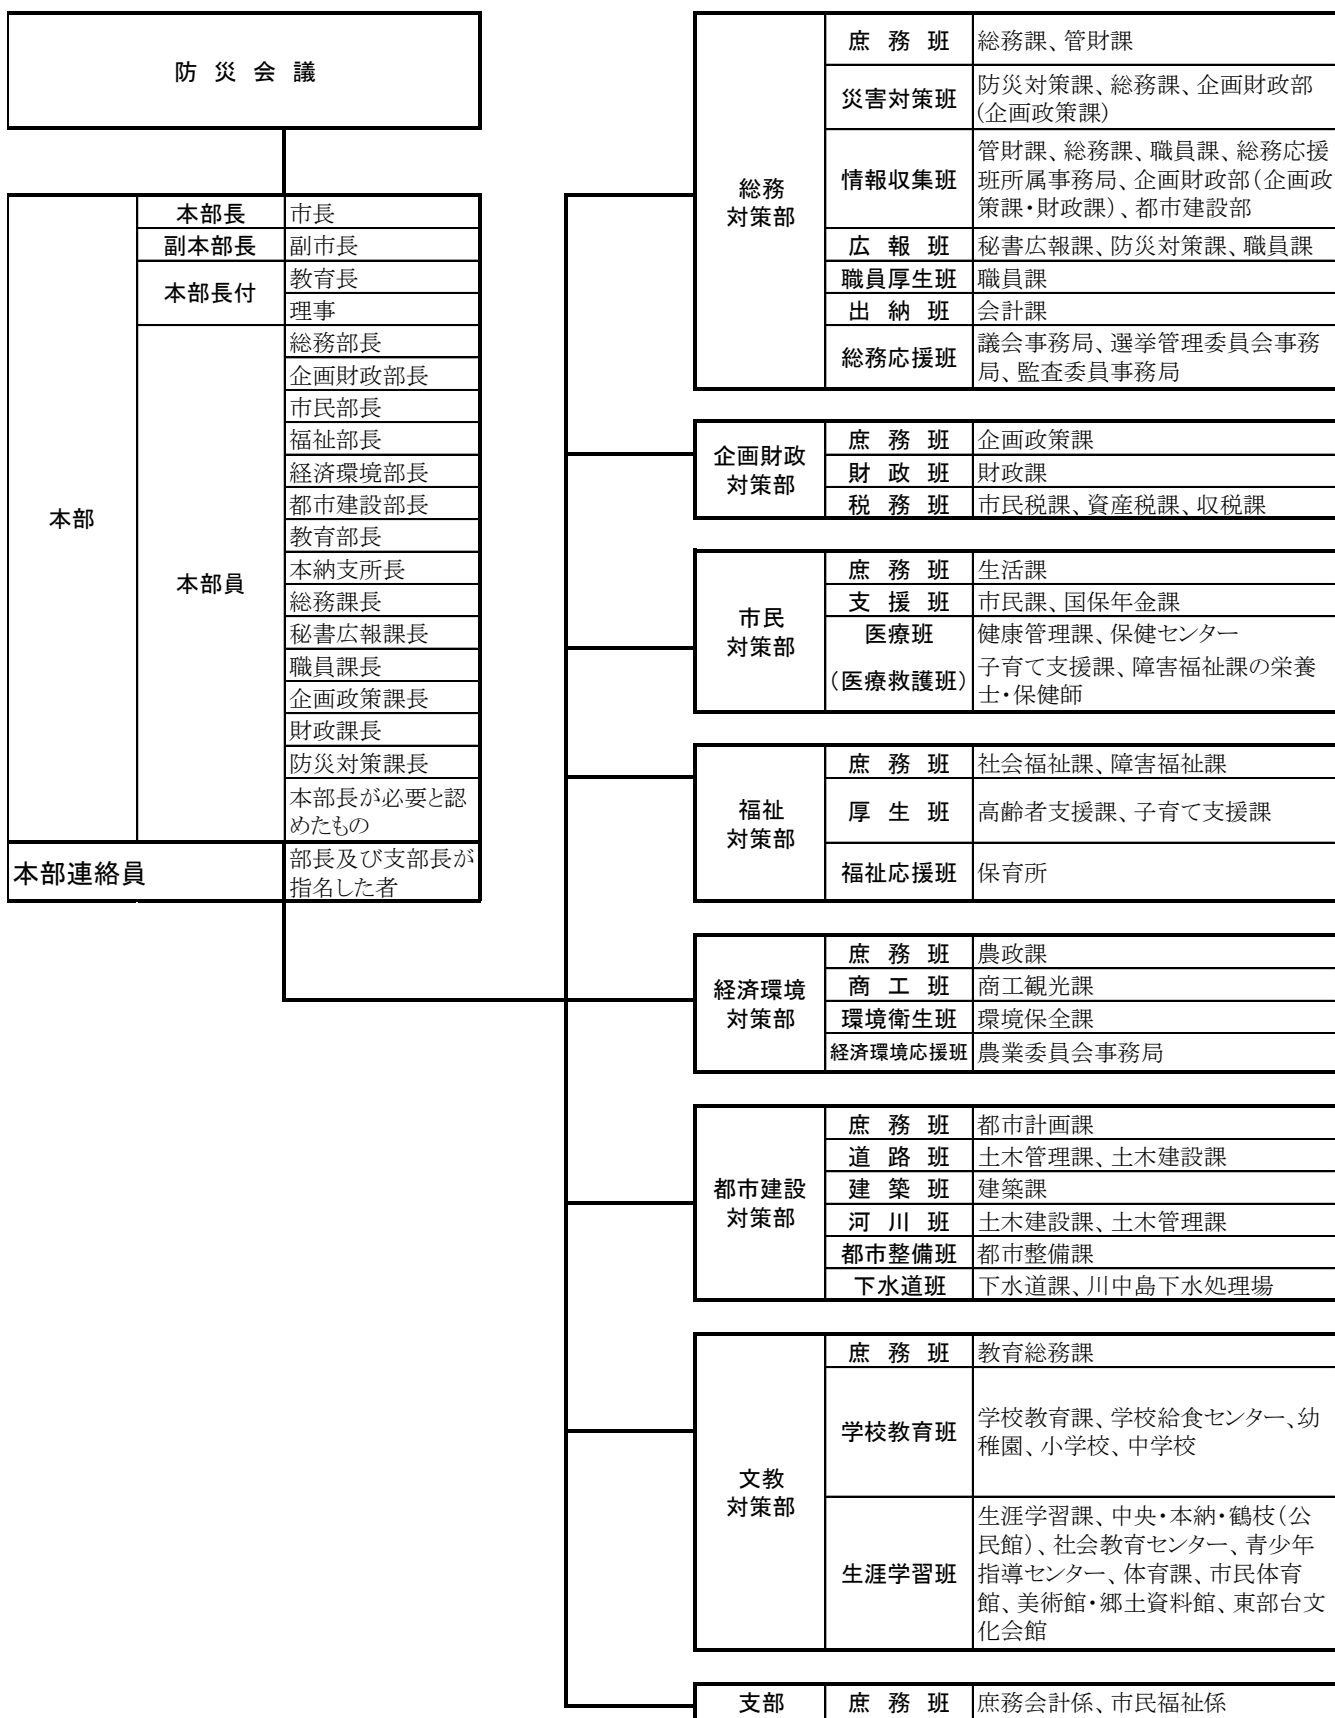 防 災 会 議
本部
本部長 市長
副本部長 副市長
本部長付 教育長
理事
本部員
総務部長
企画財政部長
市民部長
福祉部長
経済環境部長
都市建設部長
教育部長
本納支所長
総務課長
秘書広報課長
職員課長
企画政策課長
財政課長
防災対策課長
本部長が必要と認
めたもの
本部連絡員
部長及び支部長が
指名した者
総務
対策部
庶 務 班 総務課、管財課
災害対策班
防災対策課、総務課、企画財政部
(企画政策課)
情報収集班
管財課、総務課、職員課、総務応援
班所属事務局、企画財政部(企画政
策課・財政課)、都市建設部
広 報 班 秘書広報課、防災対策課、職員課
職員厚生班 職員課
出 納 班 会計課
総務応援班
議会事務局、選挙管理委員会事務
局、監査委員事務局
企画財政
対策部
庶 務 班 企画政策課
財 政 班 財政課
税 務 班 市民税課、資産税課、収税課
市民
対策部
庶 務 班 生活課
支 援 班 市民課、国保年金課
医療班 健康管理課、保健センター
(医療救護班)
子育て支援課、障害福祉課の栄養
士・保健師
福祉
対策部
庶 務 班 社会福祉課、障害福祉課
厚 生 班 高齢者支援課、子育て支援課
福祉応援班 保育所
経済環境
対策部
庶 務 班 農政課
商 工 班 商工観光課
環境衛生班 環境保全課
経済環境応援班 農業委員会事務局
都市建設
対策部
庶 務 班 都市計画課
道 路 班 土木管理課、土木建設課
建 築 班 建築課
河 川 班 土木建設課、土木管理課
都市整備班 都市整備課
下水道班 下水道課、川中島下水処理場
文教
対策部
庶 務 班 教育総務課
学校教育班
学校教育課、学校給食センター、幼
稚園、小学校、中学校
生涯学習班
生涯学習課、中央・本納・鶴枝(公
民館)、社会教育センター、青少年
指導センター、体育課、市民体育
館、美術館・郷土資料館、東部台文
化会館
支部 庶 務 班 庶務会計係、市民福祉係